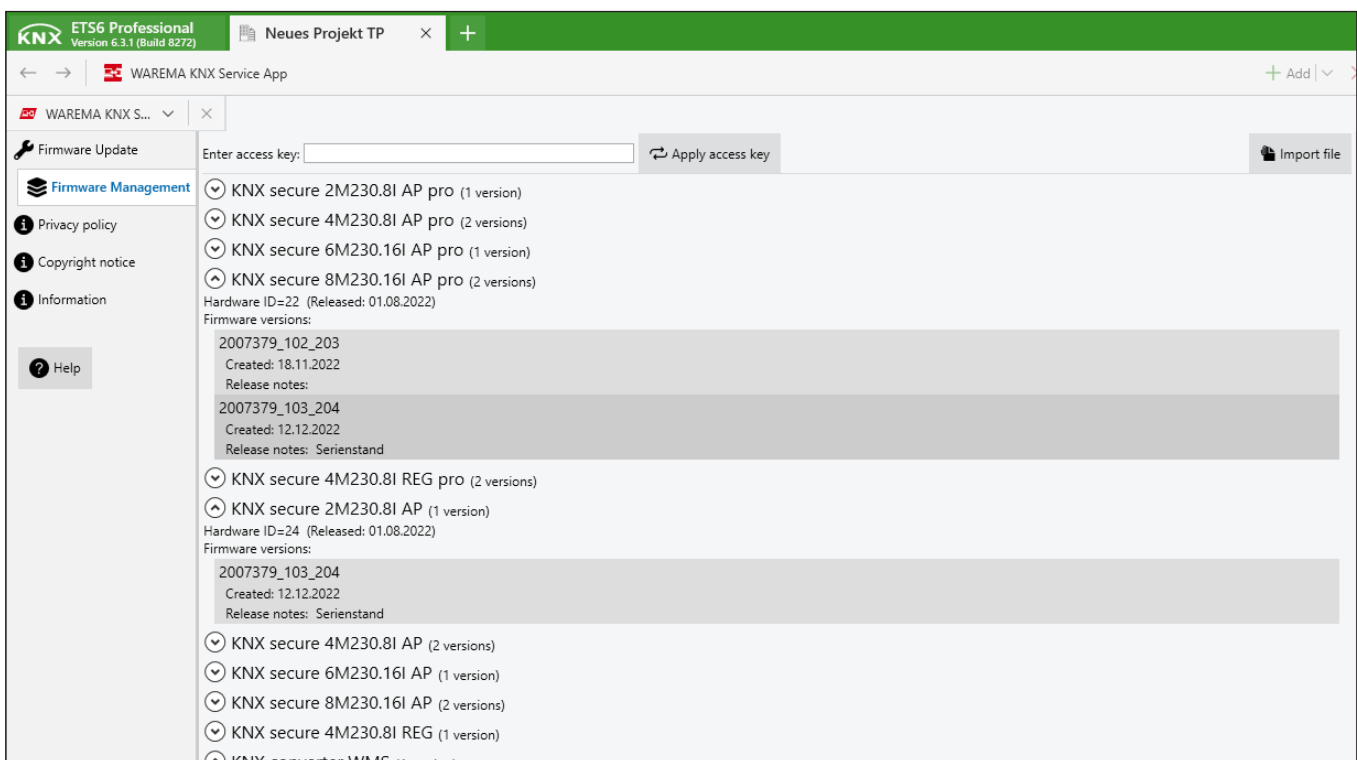 KNX ETS6 Professional
Version 6.3.1 (Build 8272)
Neues Projekt TP
WAREMA KNX Service App
Add
WAREMA KNX S...
Firmware Update
Firmware Management
Privacy policy
Copyright notice
Information
Help
Enter access key:
Apply access key
Import file
KNX secure 2M230.8I AP pro (1 version)
KNX secure 4M230.8I AP pro (2 versions)
KNX secure 6M230.16I AP pro (1 version)
KNX secure 8M230.16I AP pro (2 versions)
Hardware ID=22 (Released: 01.08.2022)
Firmware versions:
2007379_102_203
Created: 18.11.2022
Release notes:
2007379_103_204
Created: 12.12.2022
Release notes: Serienstand
KNX secure 4M230.8I REG pro (2 versions)
KNX secure 2M230.8I AP (1 version)
Hardware ID=24 (Released: 01.08.2022)
Firmware versions:
2007379_103_204
Created: 12.12.2022
Release notes: Serienstand
KNX secure 4M230.8I AP (2 versions)
KNX secure 6M230.16I AP (1 version)
KNX secure 8M230.16I AP (2 versions)
KNX secure 4M230.8I REG (1 version)
KNX converter WMS